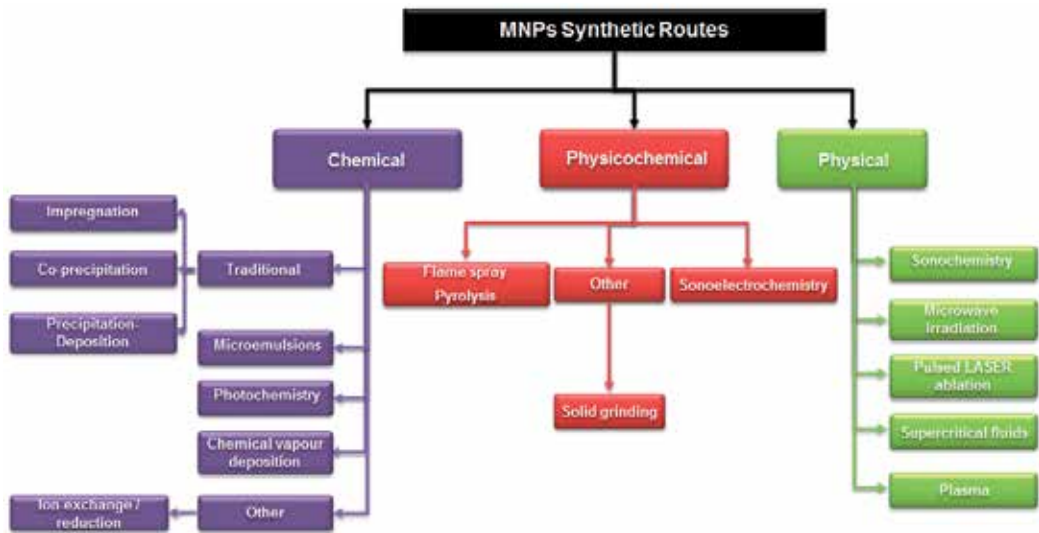 MNPs Synthetic Routes
Chemical
Physicochemical
Physical
Impregnation
Co-precipitation
Precipitation-
Deposition
Traditional
Microemulsions
Photochemistry
Chemical vapour
deposition
Ion exchange /
reduction
Other
Flame spray
Pyrolysis
Other
Sonoelectrochemistry
Solid grinding
Sonochemistry
Microwave
irradiation
Pulsed LASER
ablation
Supercritical fluids
Plasma